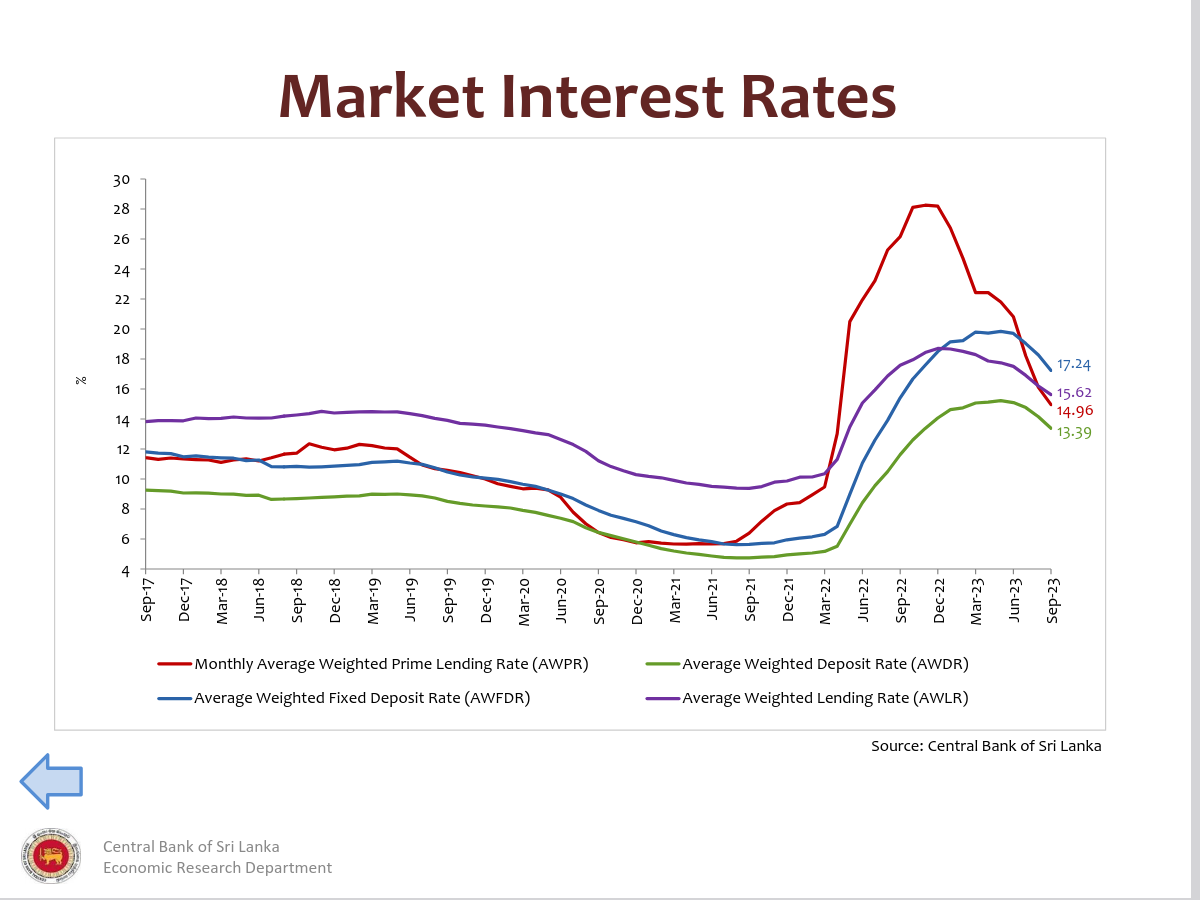 Market Interest Rates
30
28
26
24
22
20
18
16
14
12
10
8
6
4
%
17.24
15.62
14.96
13.39
Sep-17
Dec-17
Mar-18
Jun-18
Sep-18
Dec-18
Mar-19
Jun-19
Sep-19
Dec-19
Mar-20
Jun-20
Sep-20
Dec-20
Mar-21
Jun-21
Sep-21
Dec-21
Mar-22
Jun-22
Sep-22
Dec-22
Mar-23
Jun-23
Sep-23
Monthly Average Weighted Prime Lending Rate (AWPR)
Average Weighted Deposit Rate (AWDR)
Average Weighted Fixed Deposit Rate (AWFDR)
Average Weighted Lending Rate (AWLR)
Source: Central Bank of Sri Lanka
Central Bank of Sri Lanka
Economic Research Department